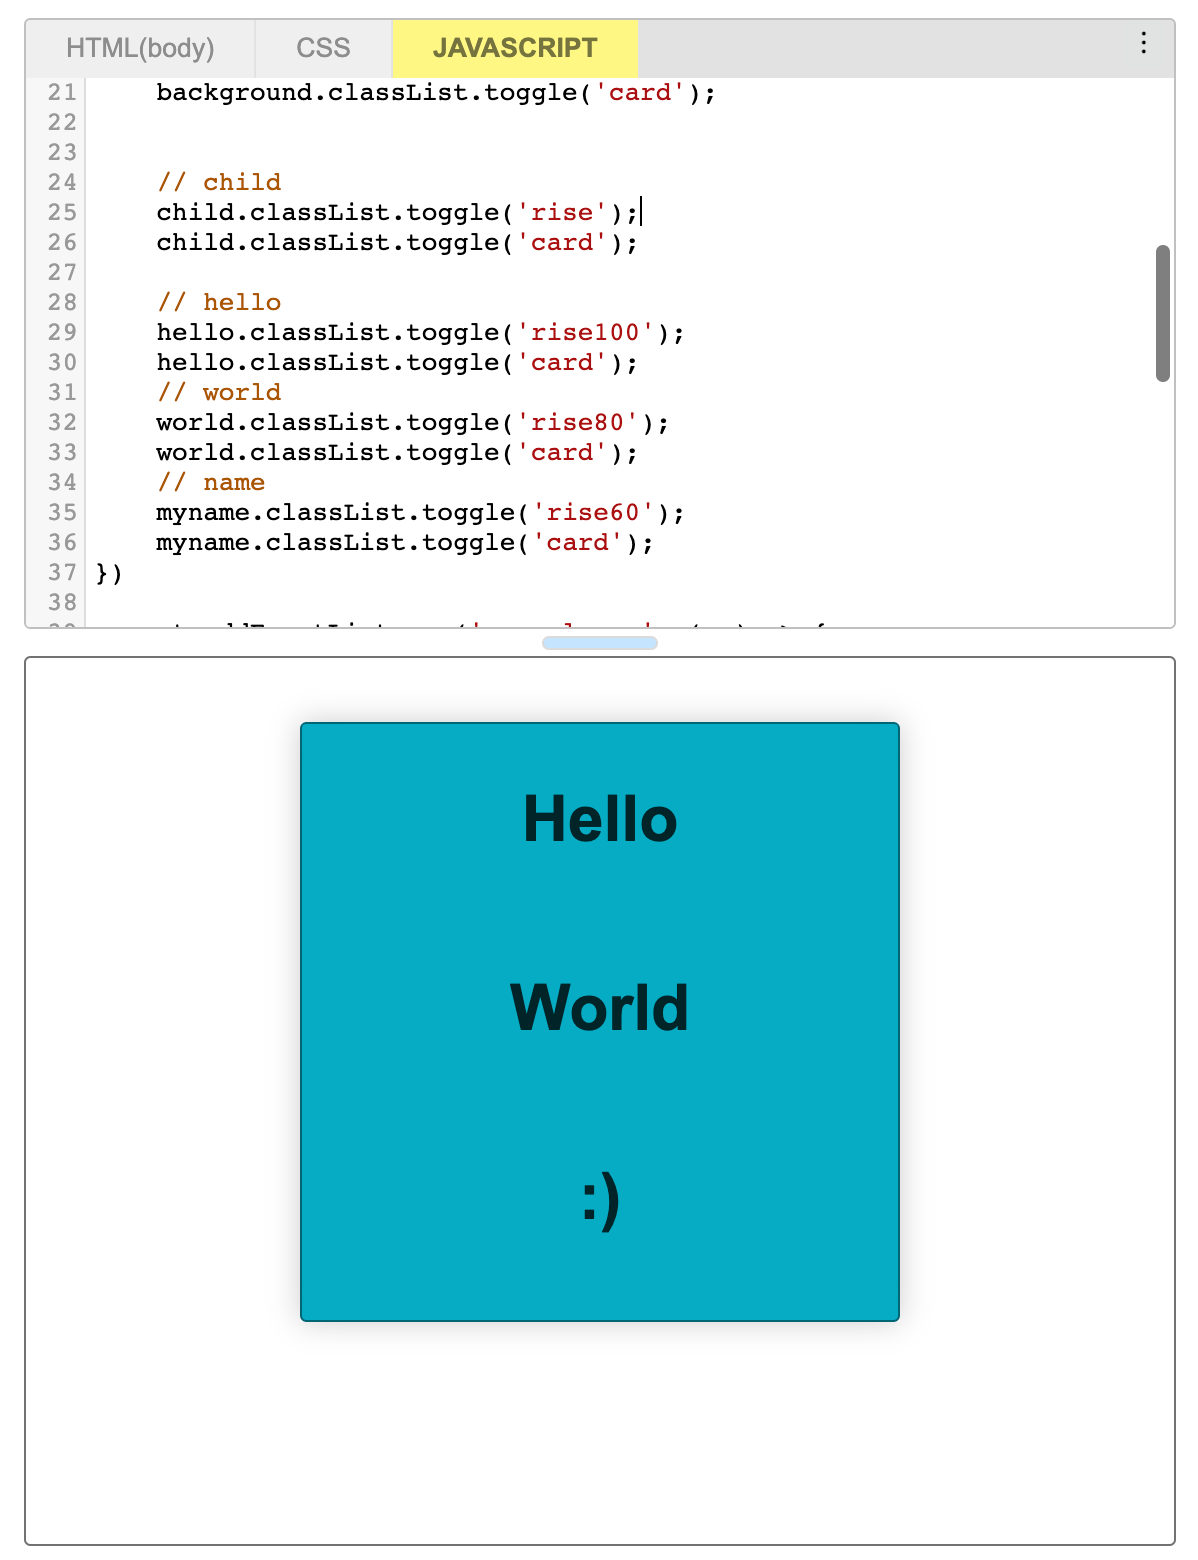 HTML(body) CSS JAVASCRIPT
21 background.classList.toggle('card');
22
23
24 // child
25 child.classList.toggle('rise');
26 child.classList.toggle('card');
27
28 // hello
29 hello.classList.toggle('rise100');
30 hello.classList.toggle('card');
31 // world
32 world.classList.toggle('rise80');
33 world.classList.toggle('card');
34 // name
35 myname.classList.toggle('rise60');
36 myname.classList.toggle('card');
37 })
38
Hello
World
:)